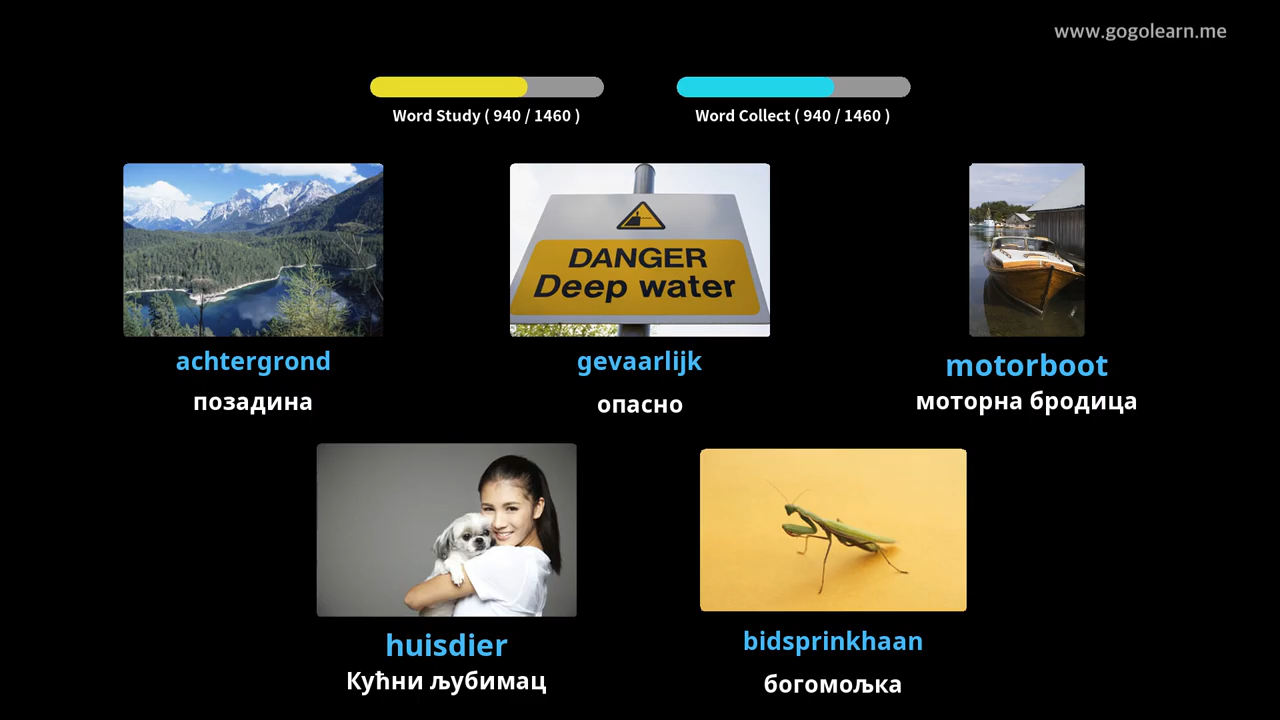 www.gogolearn.me
Word Study ( 940 / 1460 )
Word Collect ( 940 / 1460 )
DANGER
Deep water
achtergrond
позадина
gevaarlijk
опасно
motorboot
моторна бродица
huisdier
Кућни љубимац
bidsprinkhaan
богомољка